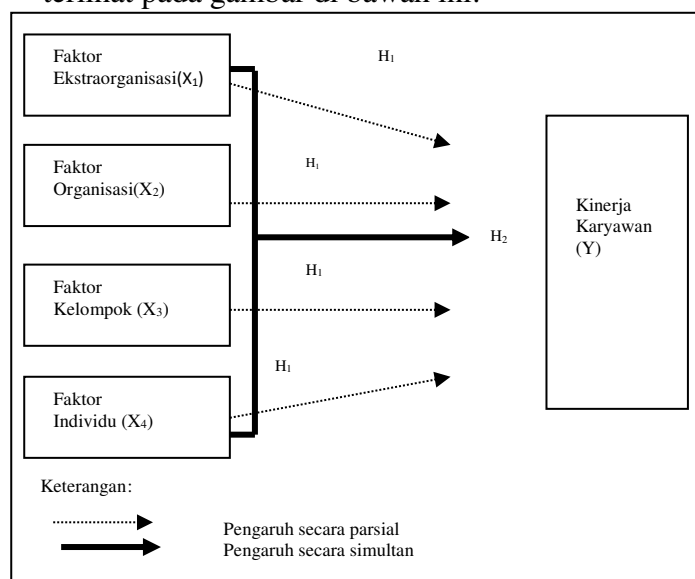 terlihat pada gambar di bawah ini.
H₁
Faktor
Ekstraorganisasi(X₁)
Faktor
Organisasi(X₂)
H₁
Kinerja
Karyawan
(Y)
H₂
Faktor
Kelompok (X₃)
H₁
Faktor
Individu (X₄)
H₁
Keterangan:
Pengaruh secara parsial
Pengaruh secara simultan